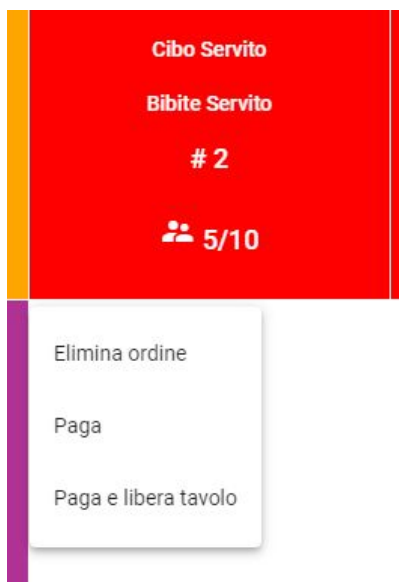 Cibo Servito
Bibite Servito
# 2
5/10
Elimina ordine
Paga
Paga e libera tavolo